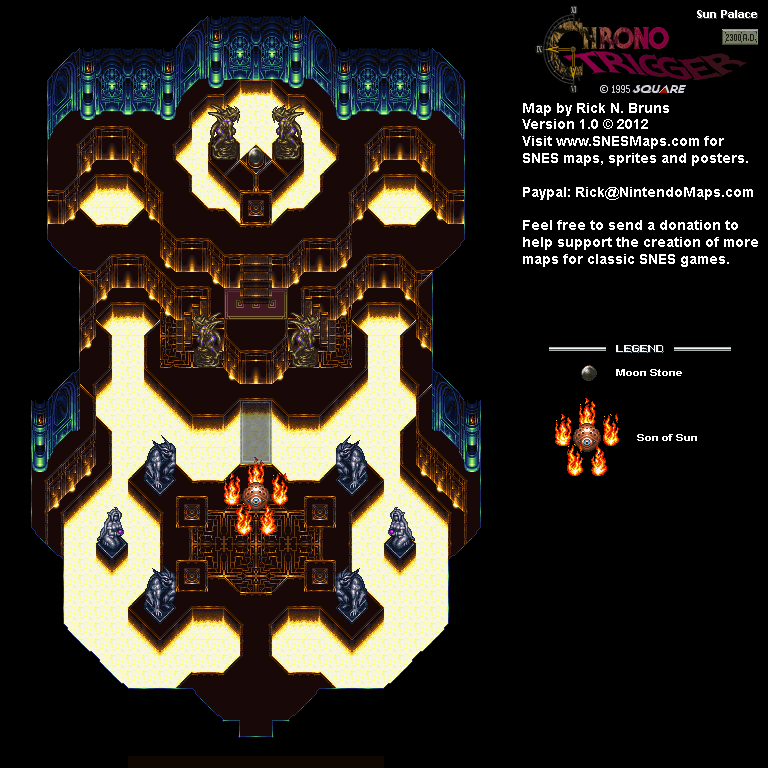 Sun Palace
CHRONO
TRIGGER
2300 A.D.
© 1995 SQUARE
Map by Rick N. Bruns
Version 1.0 © 2012
Visit www.SNESMaps.com for
SNES maps, sprites and posters.
Paypal: Rick@NintendoMaps.com
Feel free to send a donation to
help support the creation of more
maps for classic SNES games.
LEGEND
Moon Stone
Son of Sun